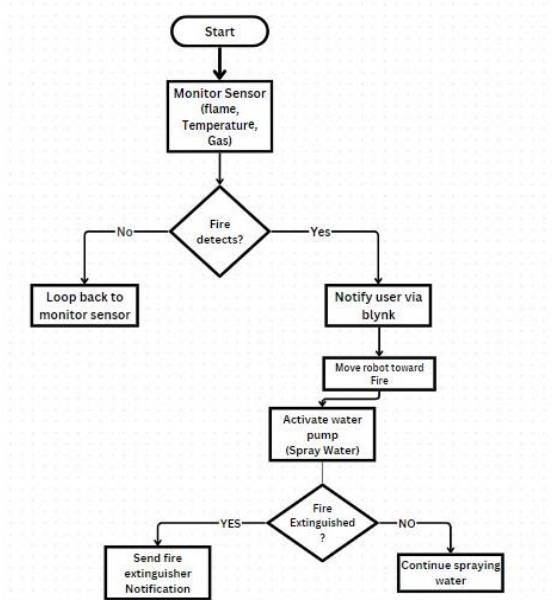 Start
Monitor Sensor
(flame,
Temperature,
Gas)
Fire
detects?
No
Yes
Loop back to
monitor sensor
Notify user via
blynk
Move robot toward
Fire
Activate water
pump
(Spray Water)
Fire
Extinguished
?
YES
NO
Send fire
extinguisher
Notification
Continue spraying
water